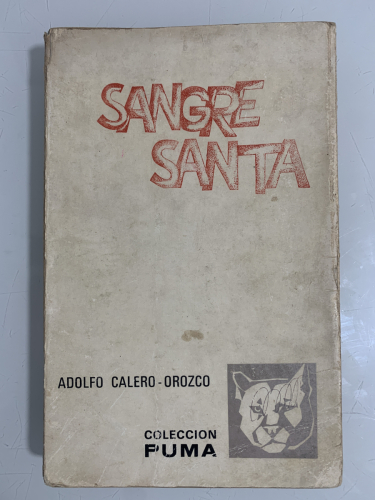 SANGRE
SANTA
ADOLFO CALERO-OROZCO
COLECCION
PUMA